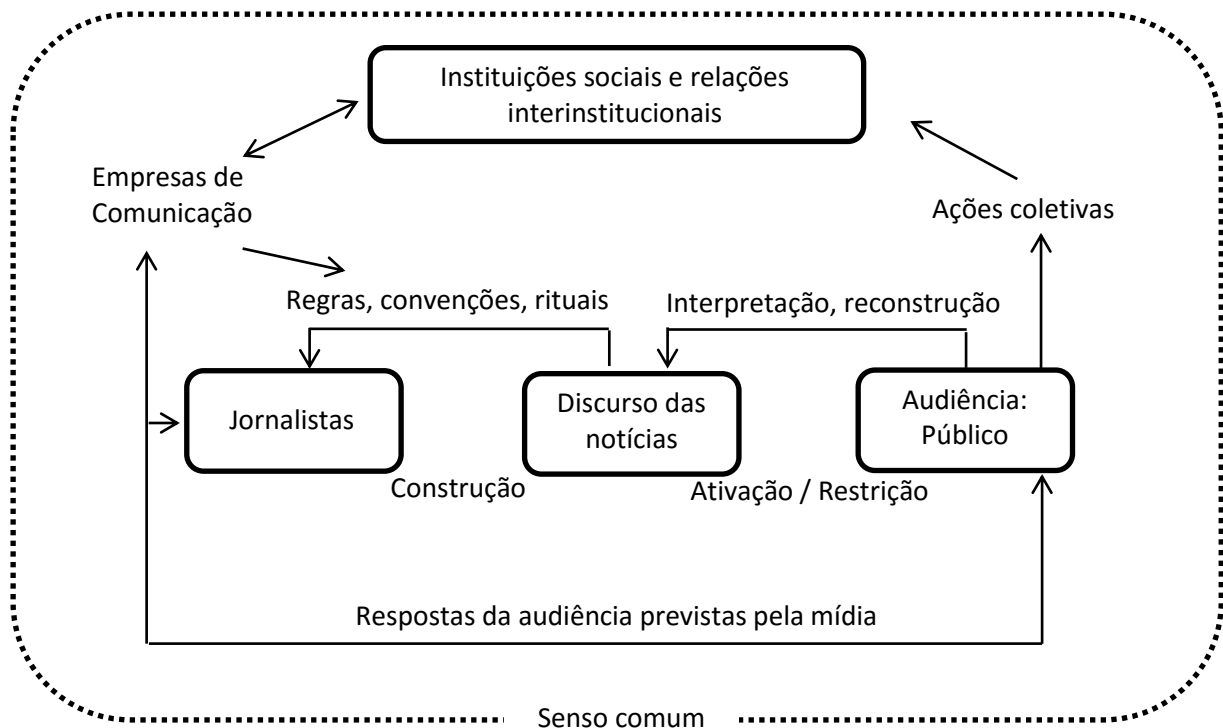 Instituições sociais e relações
interinstitucionais
Empresas de
Comunicação
Ações coletivas
Regras, convenções, rituais
Interpretação, reconstrução
Jornalistas
Discurso das
notícias
Audiência:
Público
Construção
Ativação / Restrição
Respostas da audiência previstas pela mídia
Senso comum